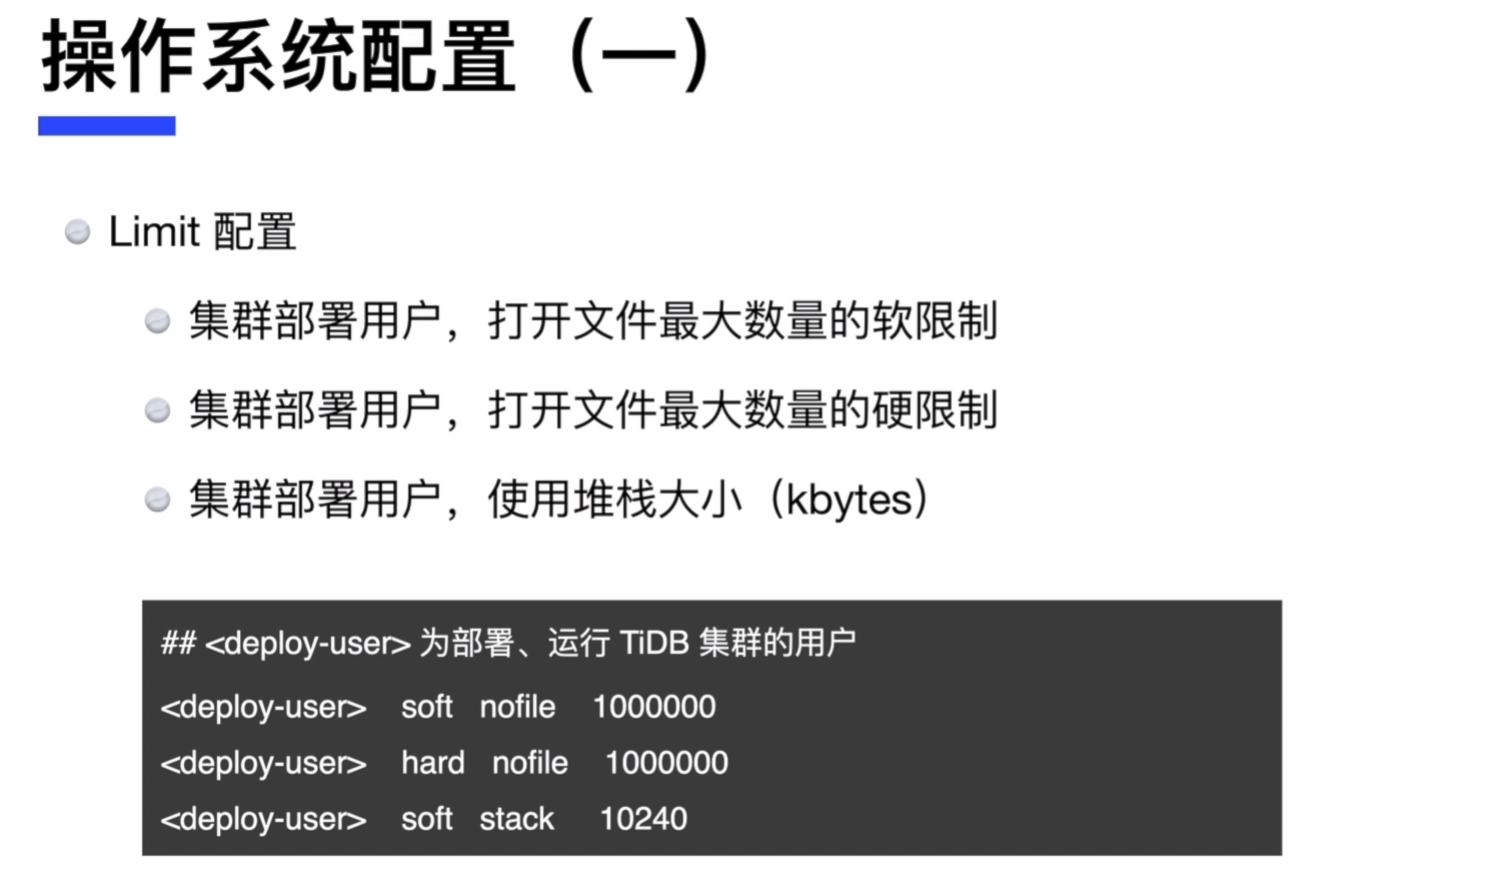 操作系统配置（一）
Limit 配置
集群部署用户，打开文件最大数量的软限制
集群部署用户，打开文件最大数量的硬限制
集群部署用户，使用堆栈大小（kbytes）
## <deploy-user> 为部署、运行 TiDB 集群的用户
<deploy-user> soft nofile 1000000
<deploy-user> hard nofile 1000000
<deploy-user> soft stack 10240